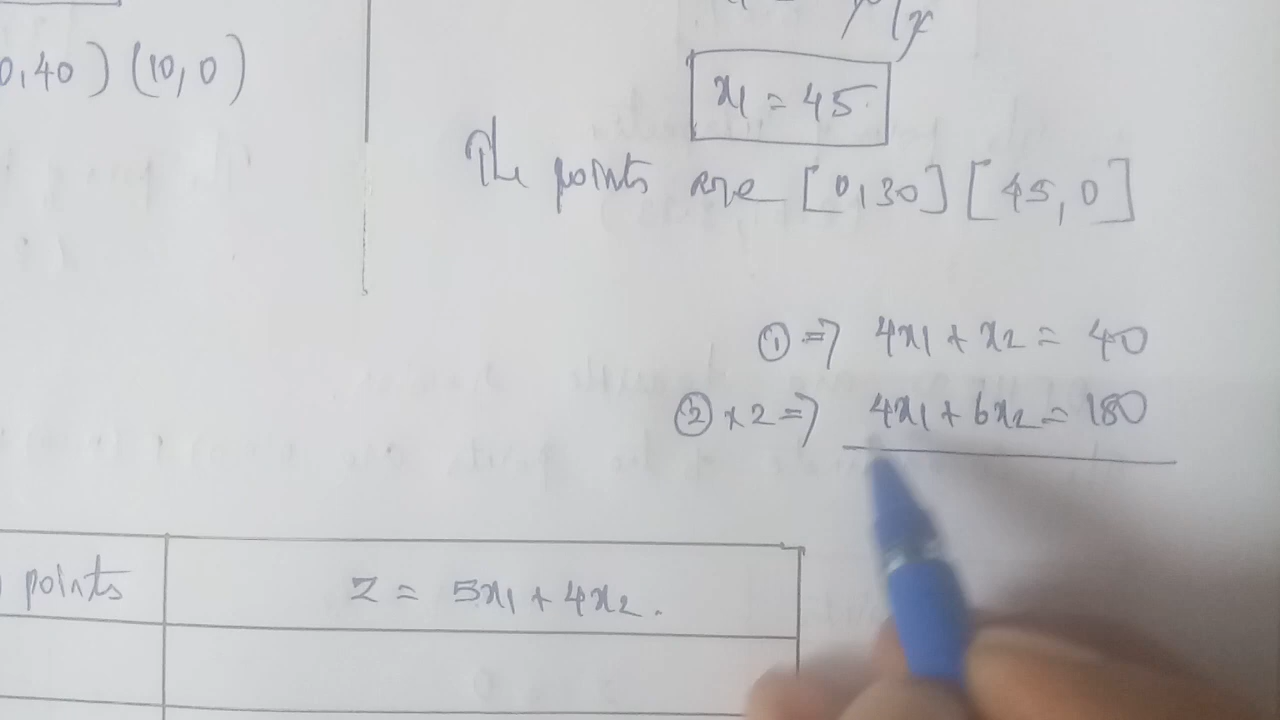 0,40) (10,0)
x1 = 45
The points are [0,30] [45,0]
① ⇒ 4x1 + x2 = 40
② × 2 ⇒ 4x1 + 6x2 = 180
points
Z = 5x1 + 4x2.